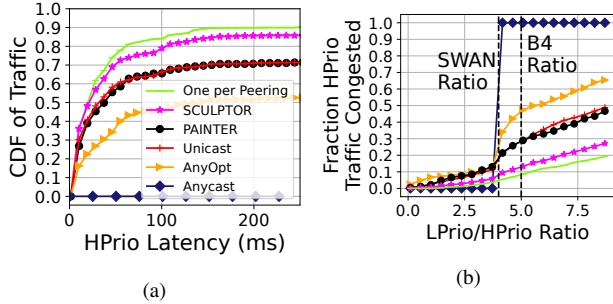 CDF of Traffic
1.0
0.9
0.8
0.7
0.6
0.5
0.4
0.3
0.2
0.1
0.0
One per Peering
SCULPTOR
PAINTER
Unicast
AnyOpt
Anycast
0
100
200
HPrio Latency (ms)
(a)
Fraction HPrio
Traffic Congested
1.0
0.9
0.8
0.7
0.6
0.5
0.4
0.3
0.2
0.1
0.0
SWAN
Ratio
B4
Ratio
0.0
2.5
5.0
7.5
LPrio/HPrio Ratio
(b)